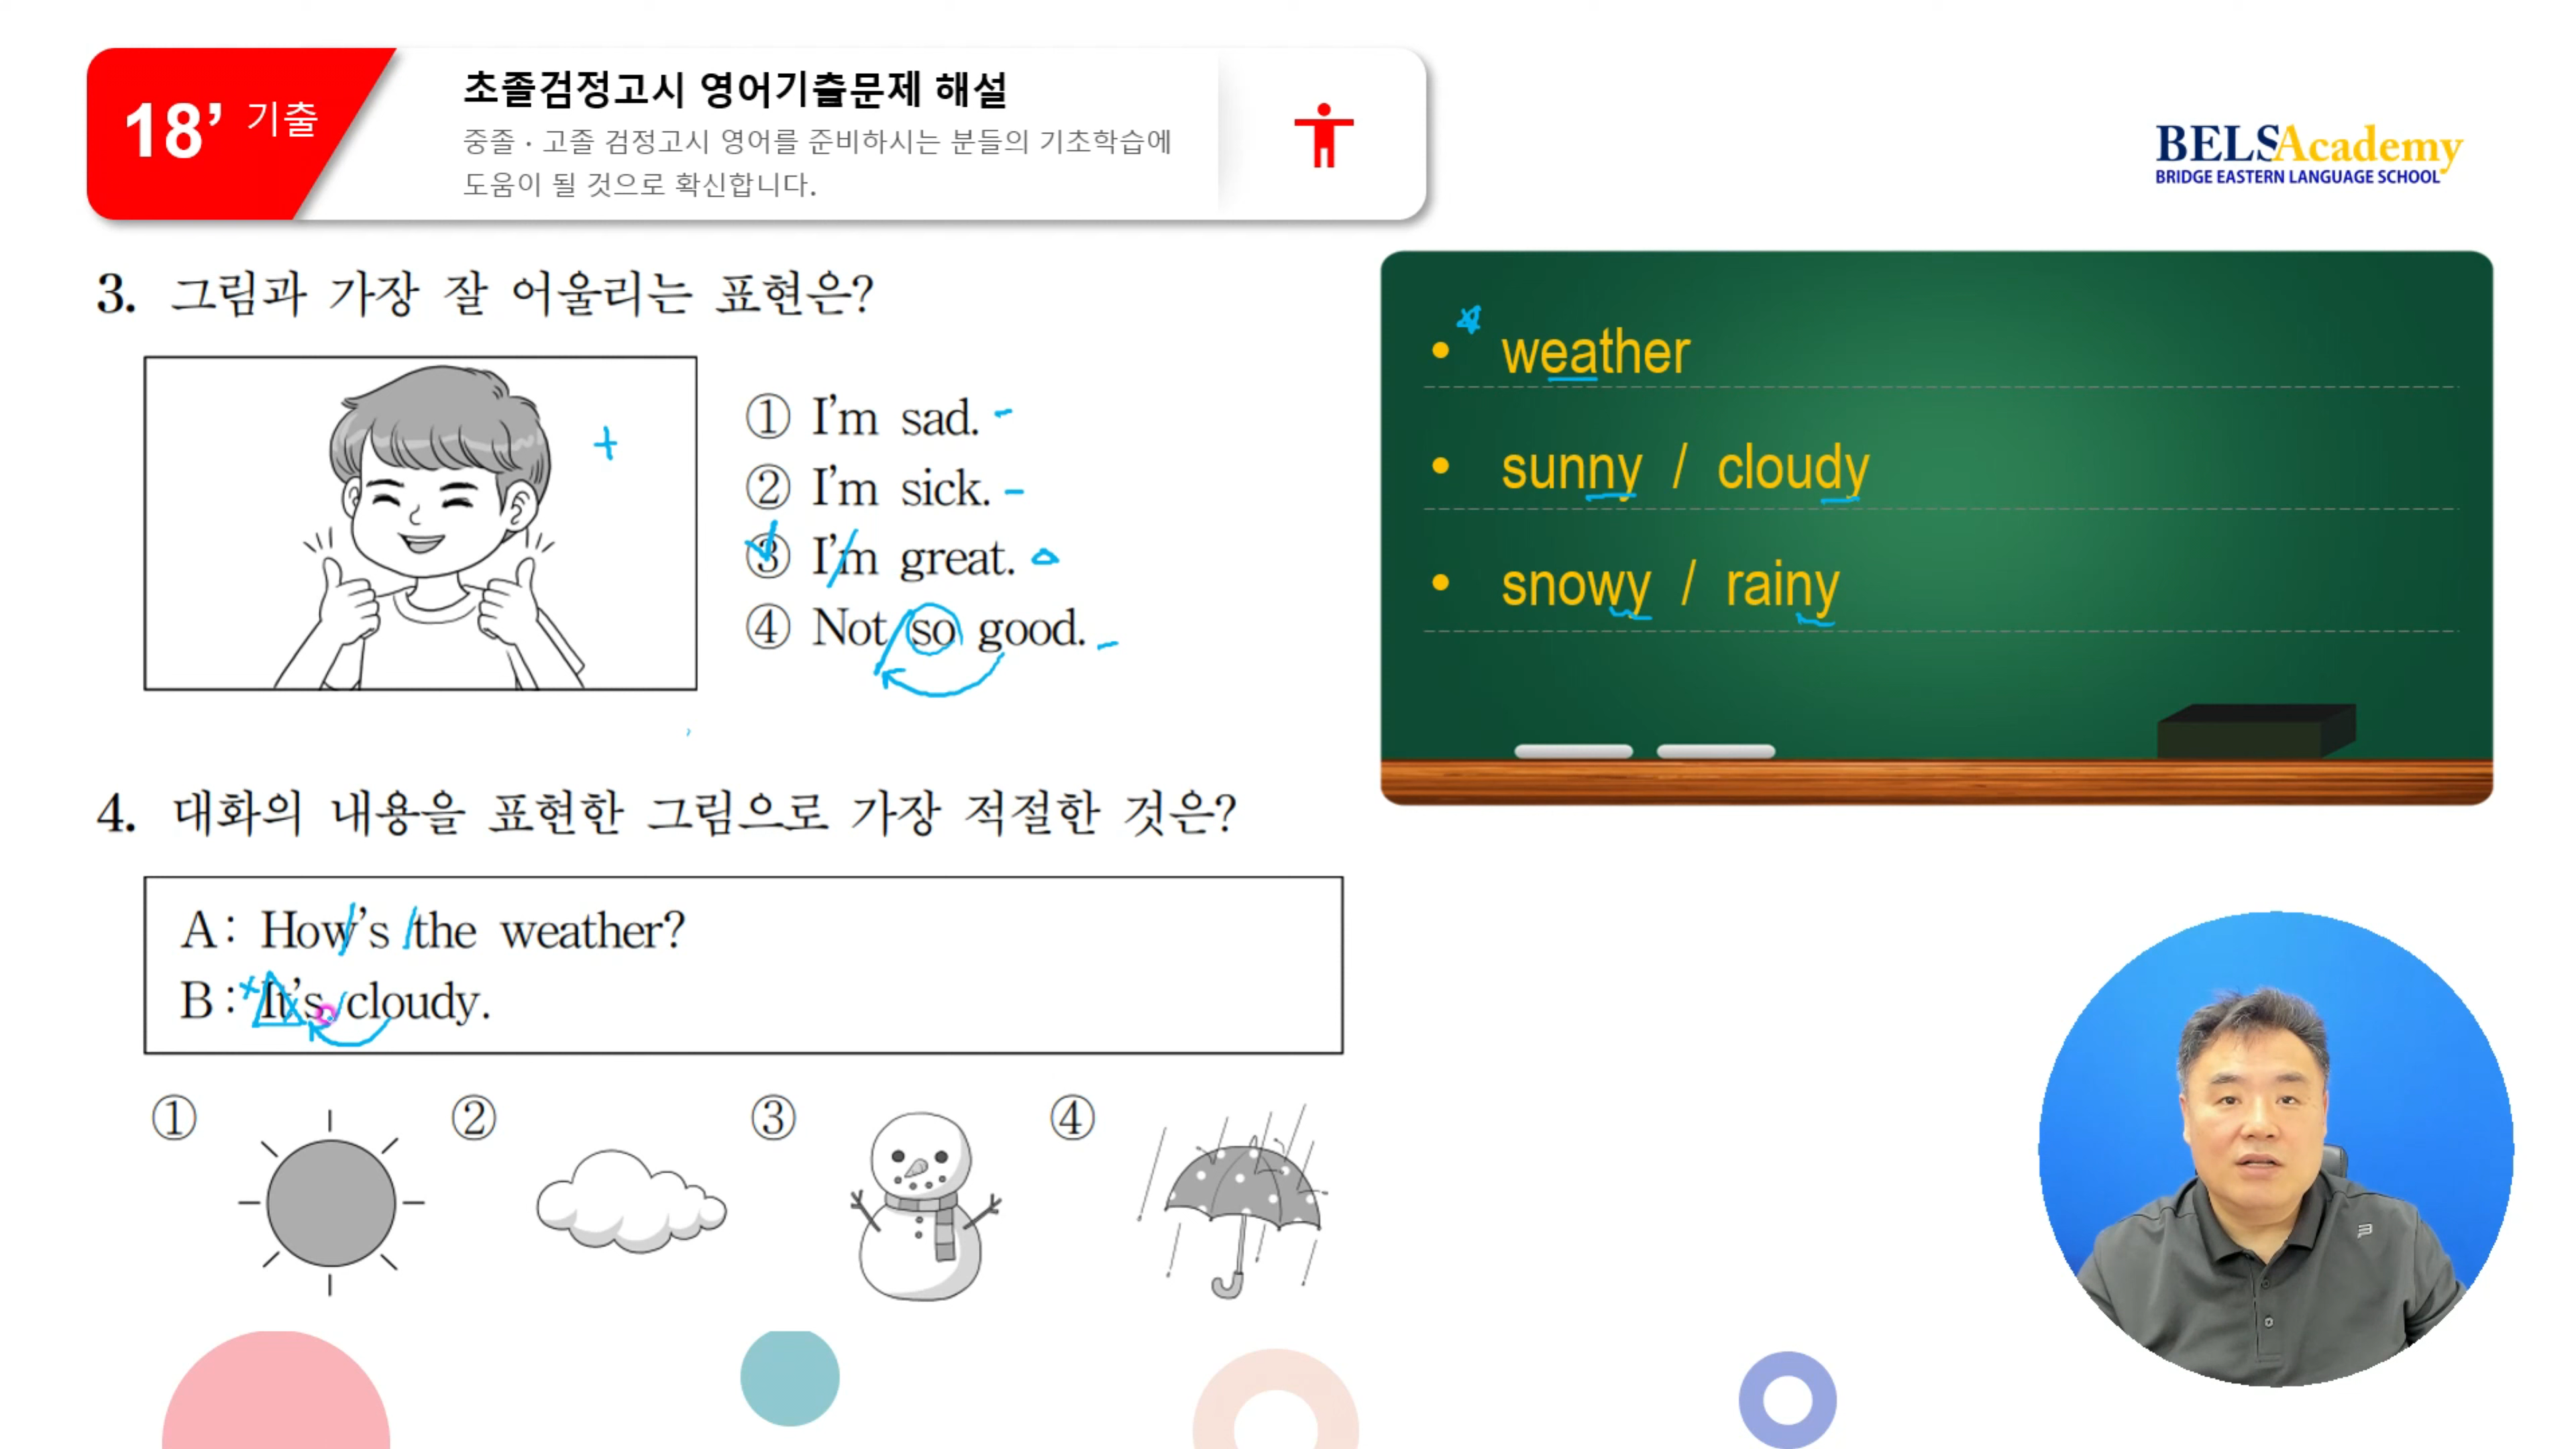 18’ 기출
초졸검정고시 영어기출문제 해설
중졸 · 고졸 검정고시 영어를 준비하시는 분들의 기초학습에
도움이 될 것으로 확신합니다.
BELSAcademy
BRIDGE EASTERN LANGUAGE SCHOOL
3. 그림과 가장 잘 어울리는 표현은?
① I’m sad.
② I’m sick.
③ I’m great.
④ Not so good.
• weather
• sunny / cloudy
• snowy / rainy
4. 대화의 내용을 표현한 그림으로 가장 적절한 것은?
A: How’s the weather?
B: It’s cloudy.
① ② ③ ④